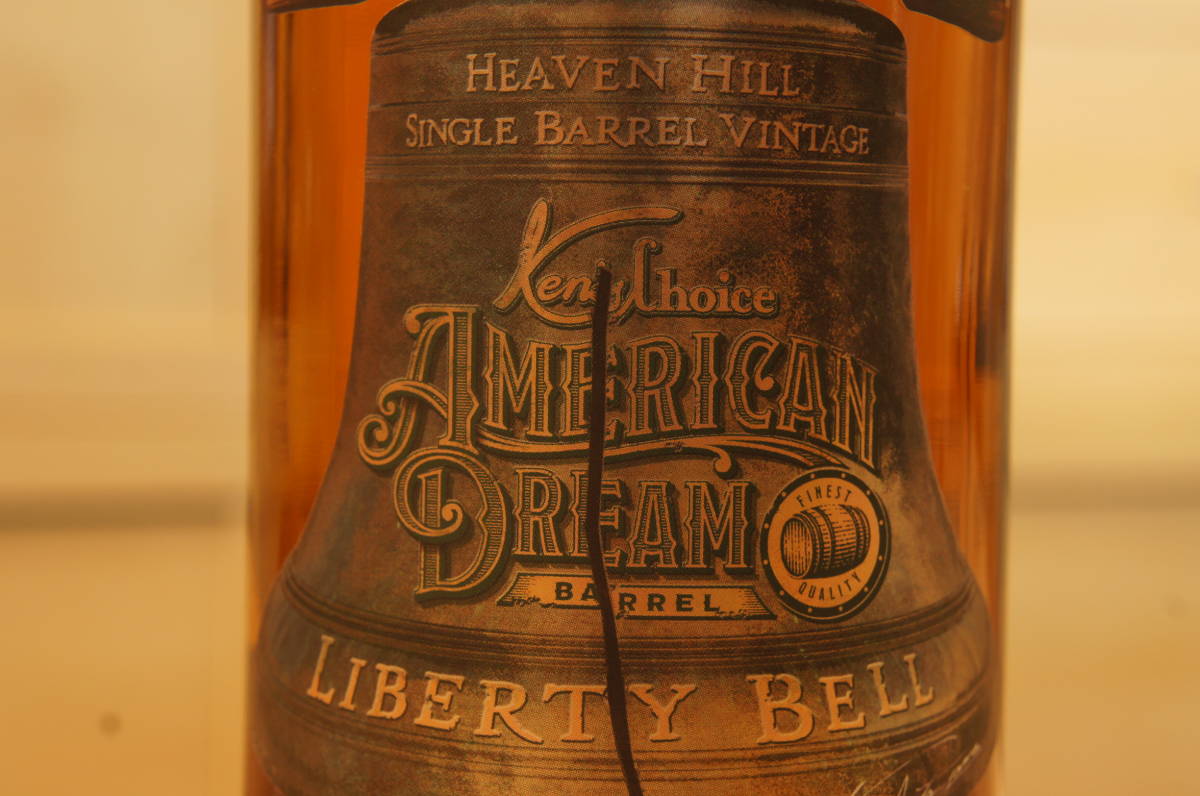 HEAVEN HILL
SINGLE BARREL VINTAGE
Ken's Choice
AMERICAN
DREAM
BARREL
FINEST
QUALITY
LIBERTY BELL